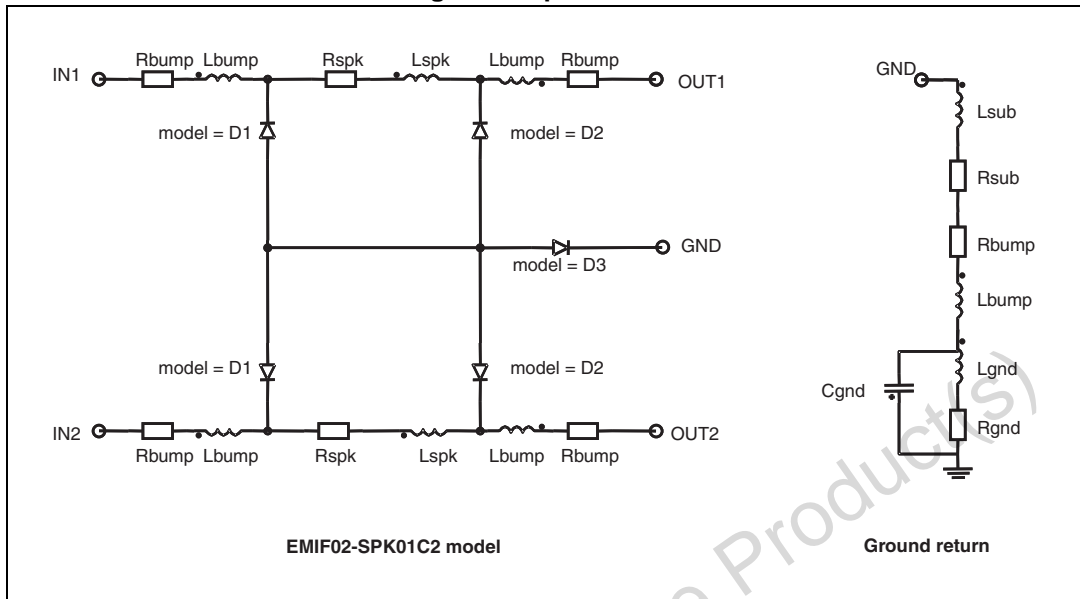 IN1
Rbump Lbump
Rspk
Lspk
Lbump
Rbump
OUT1
model = D1
model = D2
GND
model = D3
model = D1
model = D2
IN2
Rbump Lbump
Rspk
Lspk
Lbump
Rbump
OUT2
EMIF02-SPK01C2 model
GND
Lsub
Rsub
Rbump
Lbump
Lgnd
Cgnd
Rgnd
Ground return
Product(s)